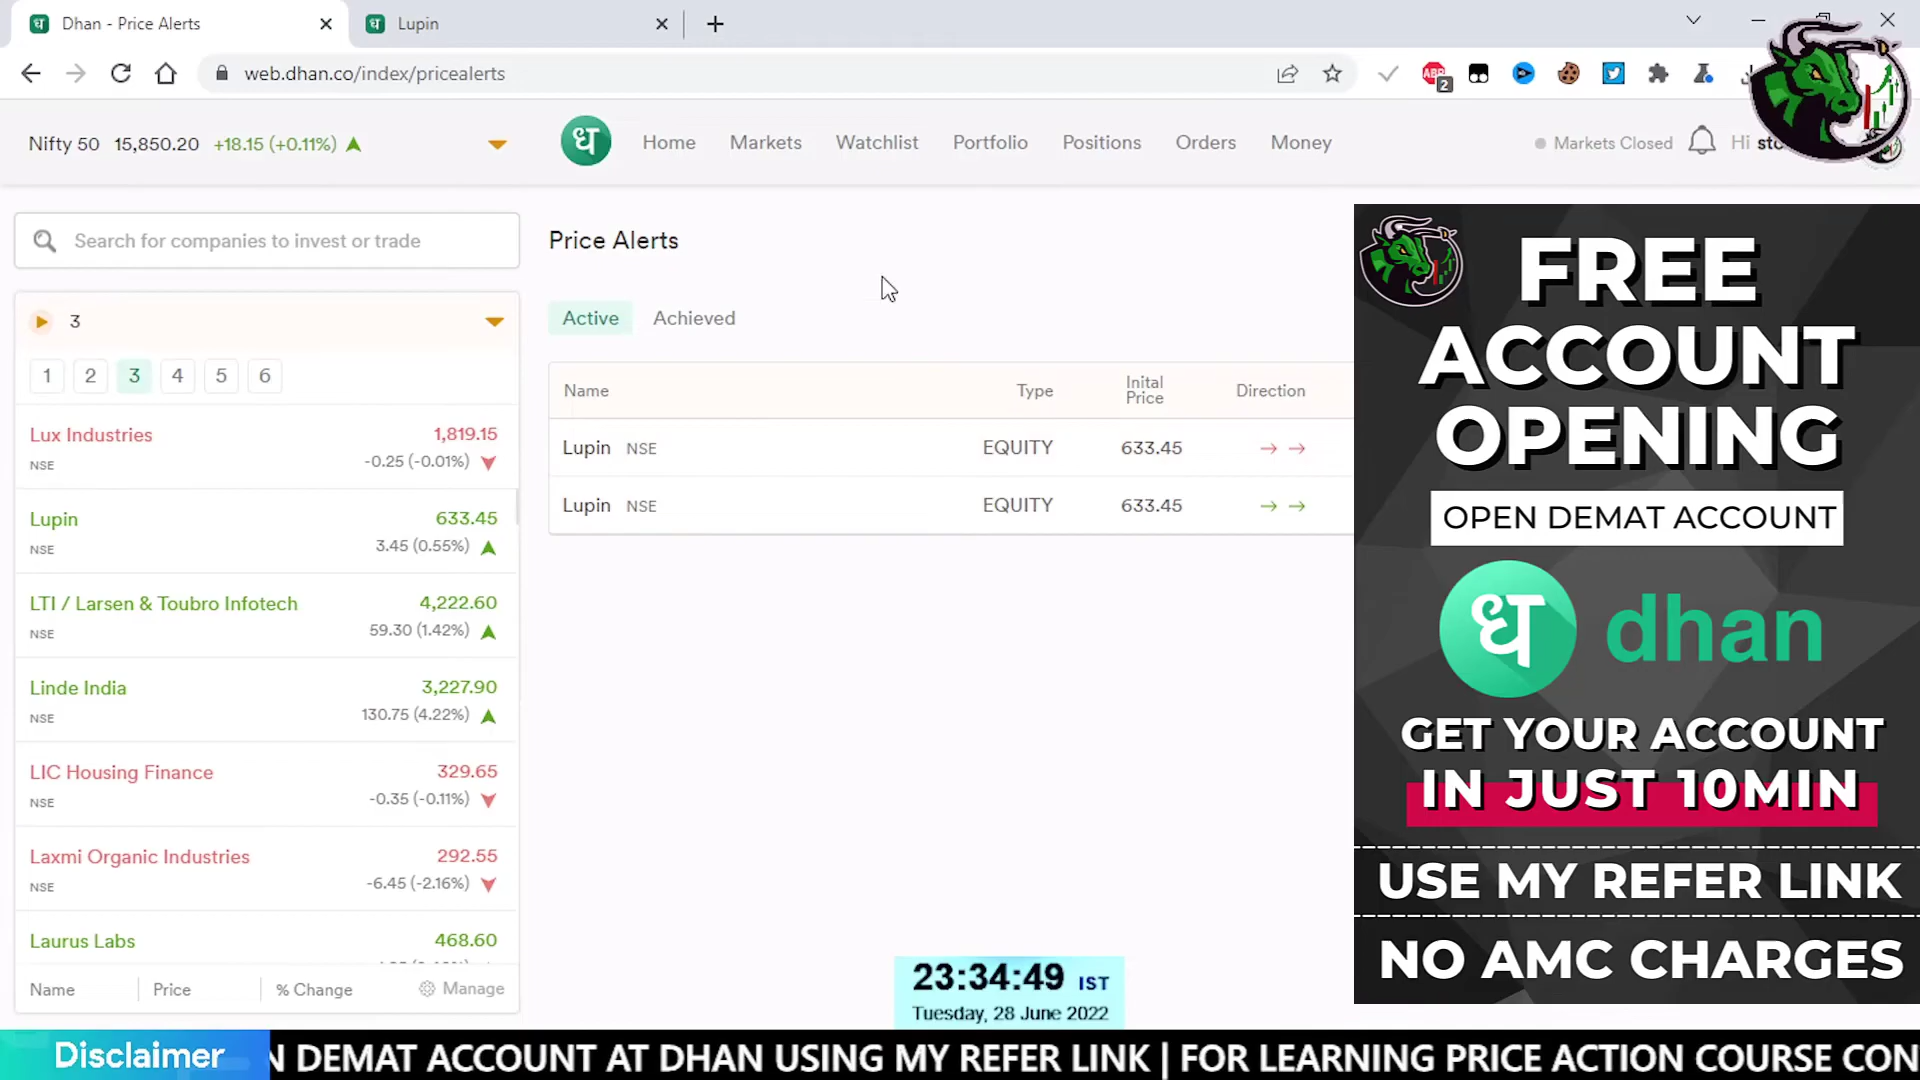 Dhan - Price Alerts
Lupin
web.dhan.co/index/pricealerts
ABP
2
Nifty 50 15,850.20 +18.15 (+0.11%)
ध
Home Markets Watchlist Portfolio Positions Orders Money
Markets Closed
Hi
Search for companies to invest or trade
3
1 2 3 4 5 6
Lux Industries 1,819.15
NSE -0.25 (-0.01%)
Lupin 633.45
NSE 3.45 (0.55%)
LTI / Larsen & Toubro Infotech 4,222.60
NSE 59.30 (1.42%)
Linde India 3,227.90
NSE 130.75 (4.22%)
LIC Housing Finance 329.65
NSE -0.35 (-0.11%)
Laxmi Organic Industries 292.55
NSE -6.45 (-2.16%)
Laurus Labs 468.60
Name Price % Change Manage
Price Alerts
Active Achieved
Name Type Inital Price Direction
Lupin NSE EQUITY 633.45
Lupin NSE EQUITY 633.45
FREE
ACCOUNT
OPENING
OPEN DEMAT ACCOUNT
ध dhan
GET YOUR ACCOUNT
IN JUST 10MIN
USE MY REFER LINK
NO AMC CHARGES
23:34:49 IST
Tuesday, 28 June 2022
Disclaimer
N DEMAT ACCOUNT AT DHAN USING MY REFER LINK | FOR LEARNING PRICE ACTION COURSE CON